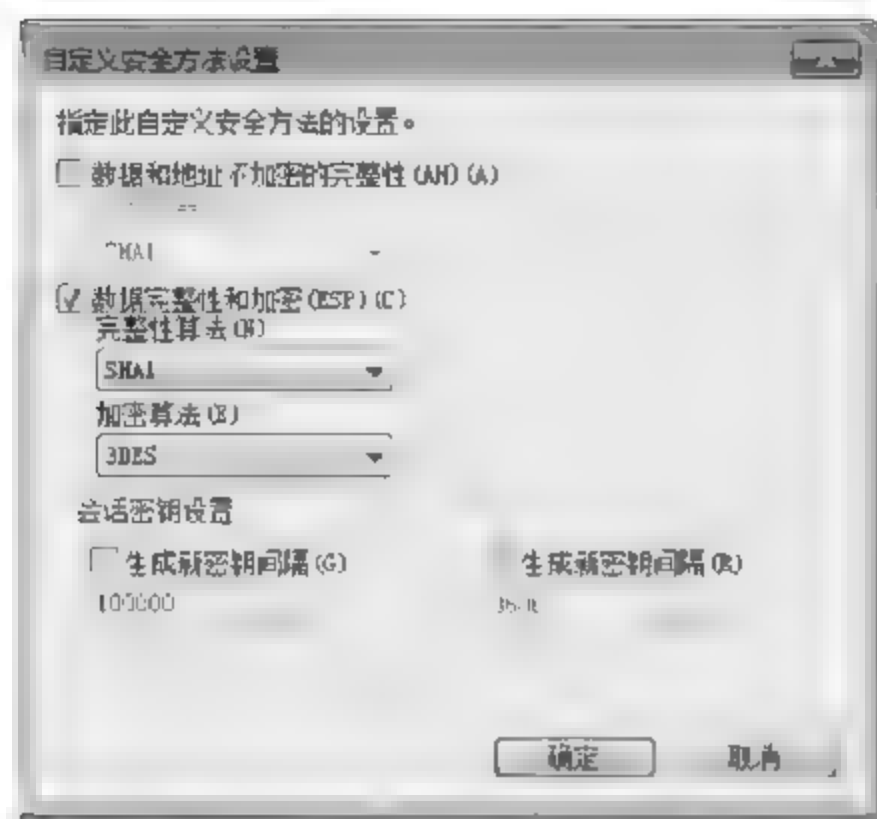 自定义安全方法设置
指定此自定义安全方法的设置。
数据和地址不加密的完整性(AH)(A)
SHA1
数据完整性和加密(ESP)(C)
完整性算法(N)
SHA1
加密算法(E)
3DES
会话密钥设置
生成新密钥间隔(G) 生成新密钥间隔(R)
100000
确定 取消